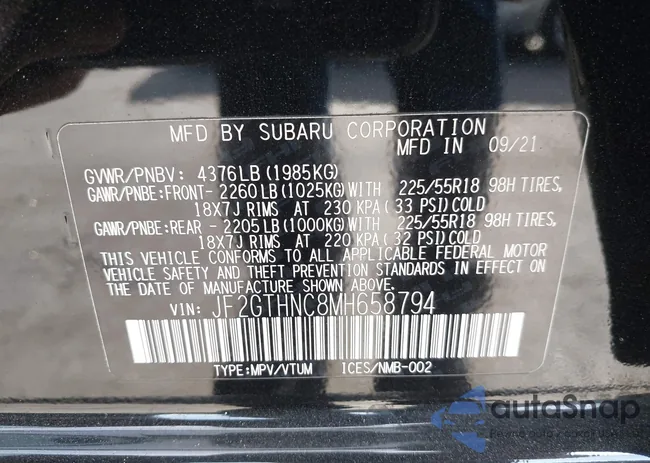 MFD BY SUBARU CORPORATION
MFD IN 09/21
GVWR/PNBV: 4376LB (1985KG)
GAWR/PNBE:FRONT- 2260LB (1025KG)WITH 225/55R18 98H TIRES,
18X7J RIMS AT 230 KPA (33 PSI)COLD
GAWR/PNBE:REAR - 2205LB (1000KG)WITH 225/55R18 98H TIRES,
18X7J RIMS AT 220 KPA (32 PSI)COLD
THIS VEHICLE CONFORMS TO ALL APPLICABLE FEDERAL MOTOR
VEHICLE SAFETY AND THEFT PREVENTION STANDARDS IN EFFECT
ON THE DATE OF MANUFACTURE SHOWN ABOVE.
VIN: JF2GTHNC8MH658794
TYPE:MPV/VTUM ICES/NMB-002
autoSnap